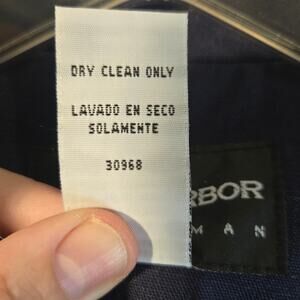 DRY CLEAN ONLY
LAVADO EN SECO
SOLAMENTE
30968
RBOR
MAN